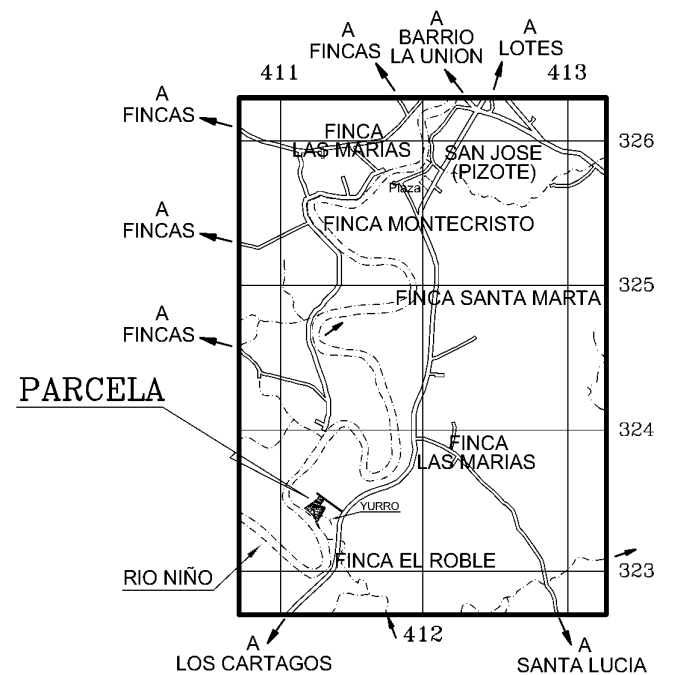 A
FINCAS
A
BARRIO
LA UNION
A
LOTES
411
413
A
FINCAS
326
FINCA
LAS MARIAS
SAN JOSE
(PIZOTE)
Plaza
A
FINCAS
FINCA MONTECRISTO
325
FINCA SANTA MARTA
A
FINCAS
PARCELA
324
FINCA
LAS MARIAS
YURRO
RIO NIÑO
FINCA EL ROBLE
323
412
A
LOS CARTAGOS
A
SANTA LUCIA